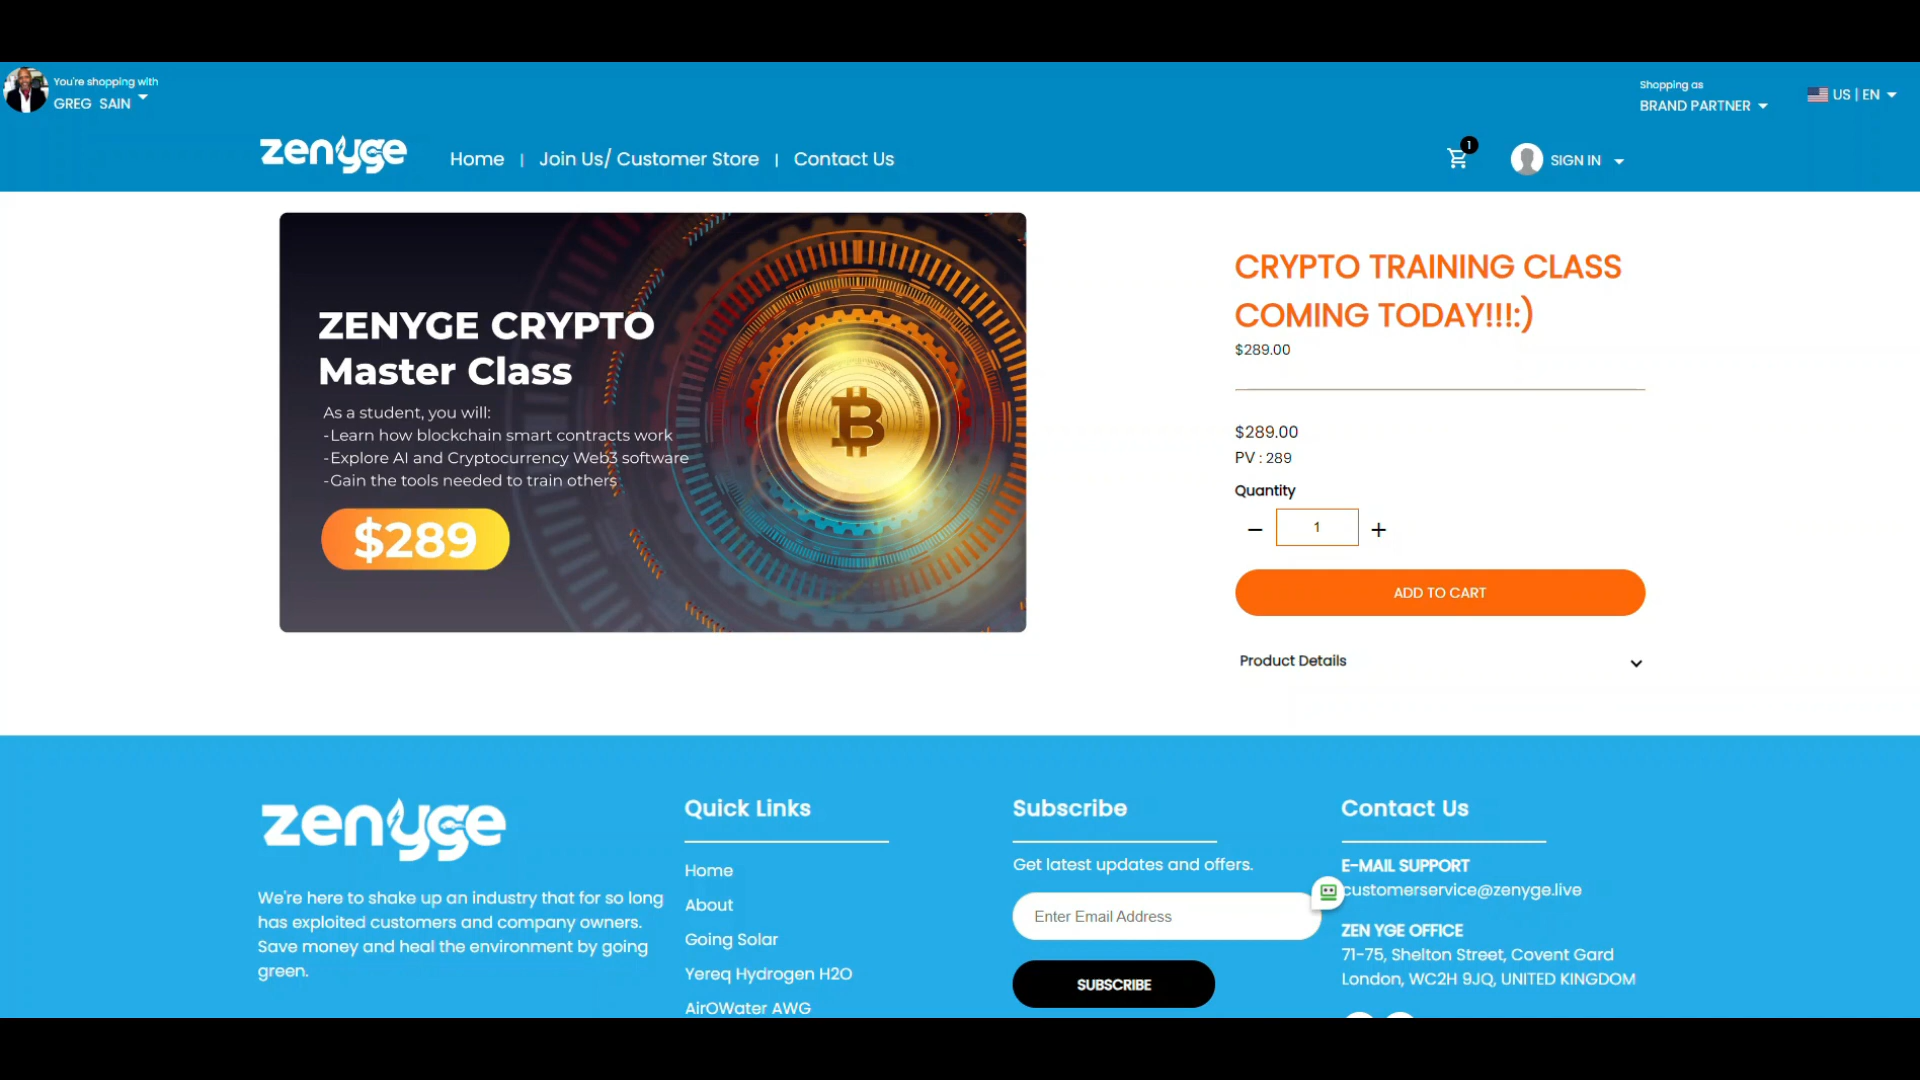 You're shopping with
GREG SAIN
Shopping as
BRAND PARTNER
US | EN
zenyge
Home | Join Us/ Customer Store | Contact Us
1
SIGN IN
ZENYGE CRYPTO
Master Class
As a student, you will:
-Learn how blockchain smart contracts work
-Explore AI and Cryptocurrency Web3 software
-Gain the tools needed to train others
$289
CRYPTO TRAINING CLASS
COMING TODAY!!!:)
$289.00
$289.00
PV : 289
Quantity
− 1 +
ADD TO CART
Product Details
zenyge
We're here to shake up an industry that for so long
has exploited customers and company owners.
Save money and heal the environment by going
green.
Quick Links
Home
About
Going Solar
Yereq Hydrogen H2O
AirOWater AWG
Subscribe
Get latest updates and offers.
Enter Email Address
SUBSCRIBE
Contact Us
E-MAIL SUPPORT
customerservice@zenyge.live
ZEN YGE OFFICE
71-75, Shelton Street, Covent Gard
London, WC2H 9JQ, UNITED KINGDOM